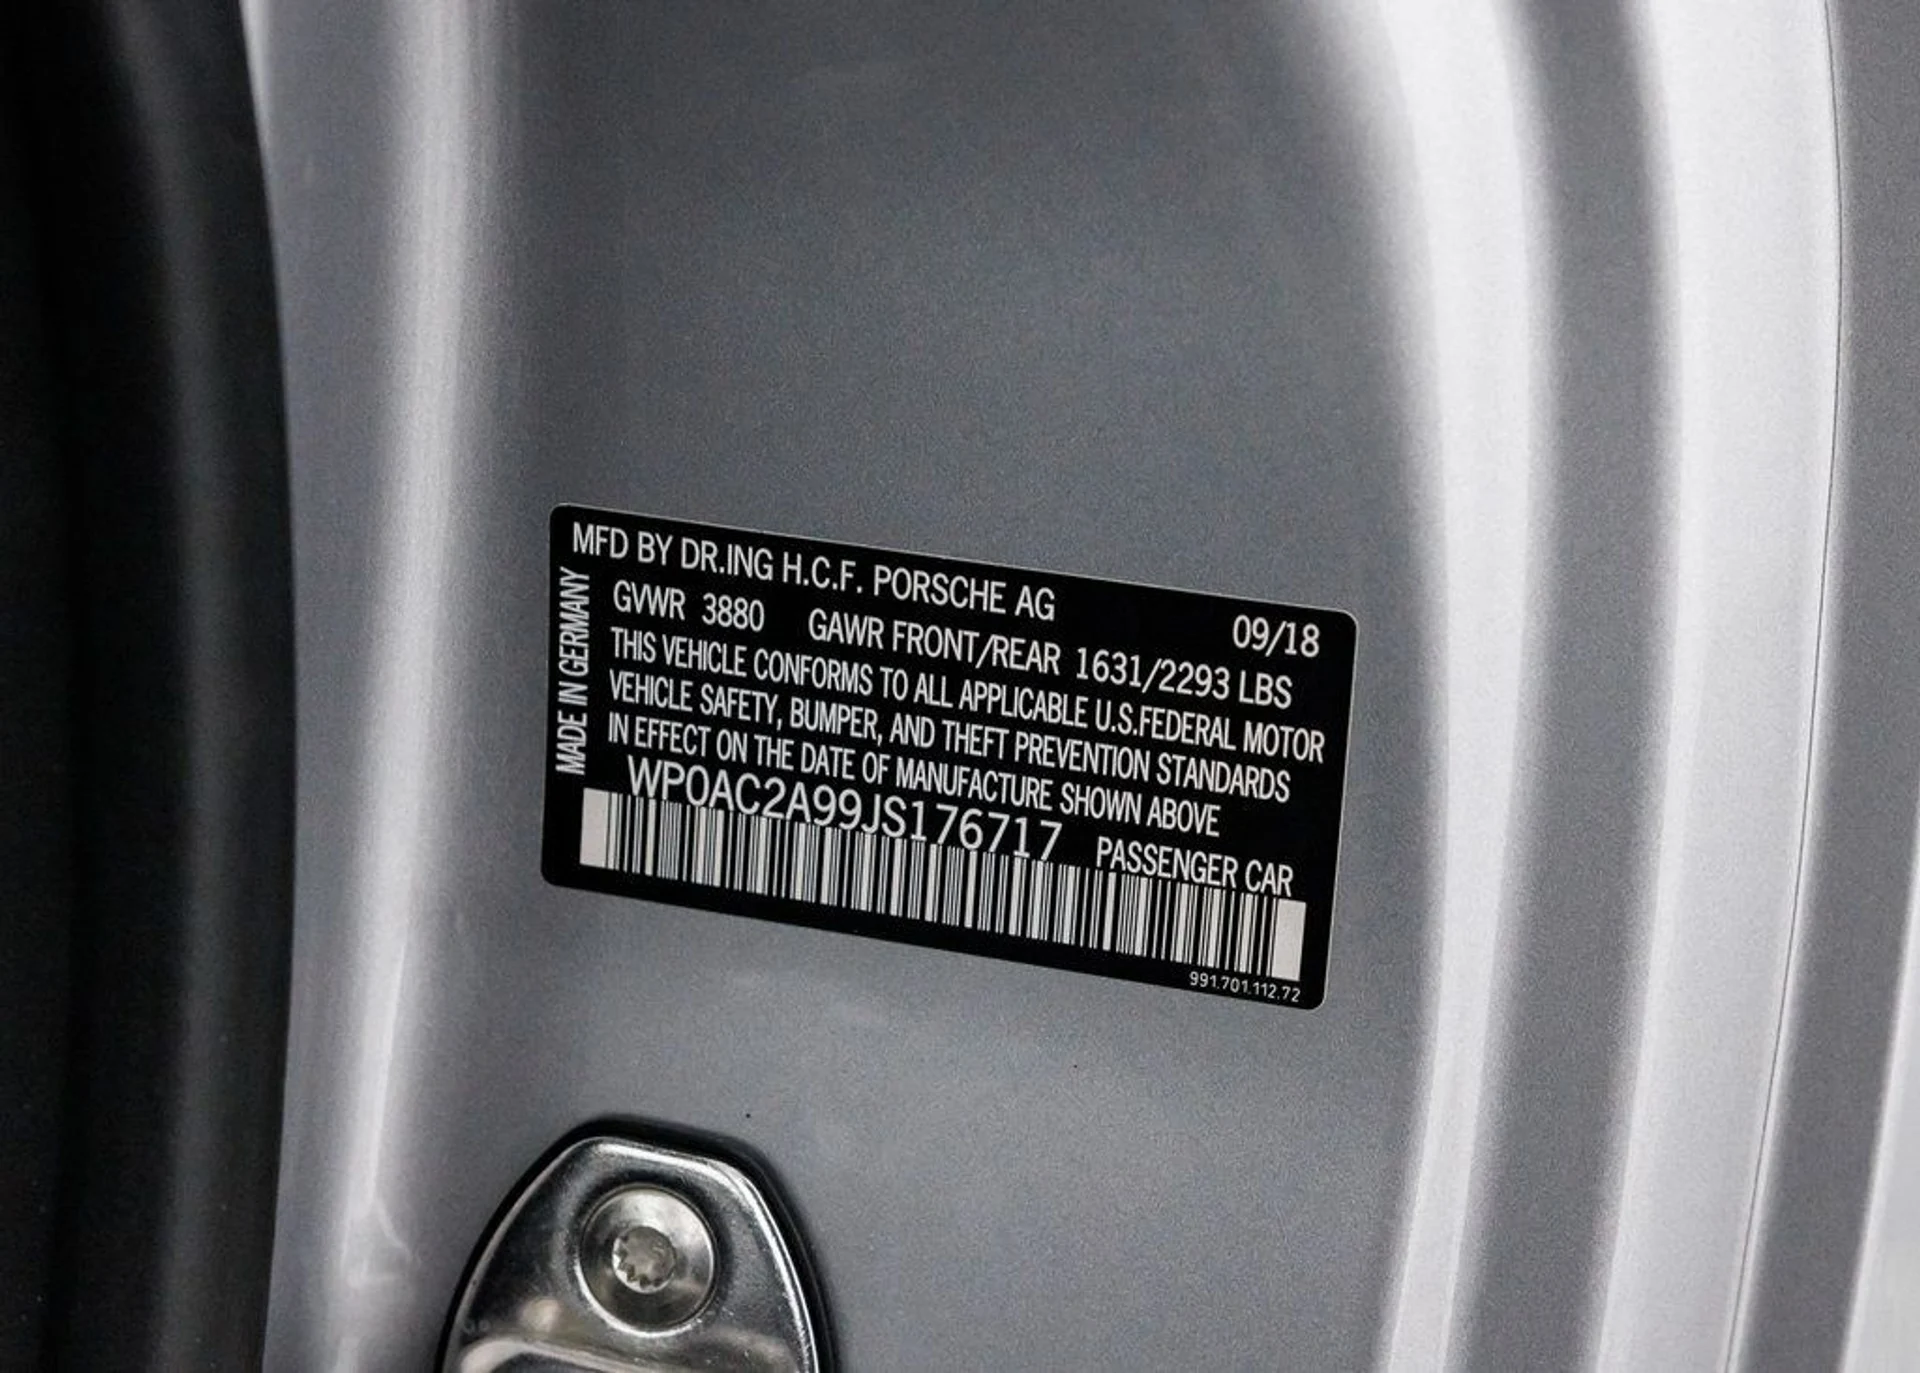 MFD BY DR.ING H.C.F. PORSCHE AG
09/18
GVWR 3880 GAWR FRONT/REAR 1631/2293 LBS
THIS VEHICLE CONFORMS TO ALL APPLICABLE U.S.FEDERAL MOTOR
VEHICLE SAFETY, BUMPER, AND THEFT PREVENTION STANDARDS
IN EFFECT ON THE DATE OF MANUFACTURE SHOWN ABOVE
WP0AC2A99JS176717 PASSENGER CAR
991.701.112.72
MADE IN GERMANY